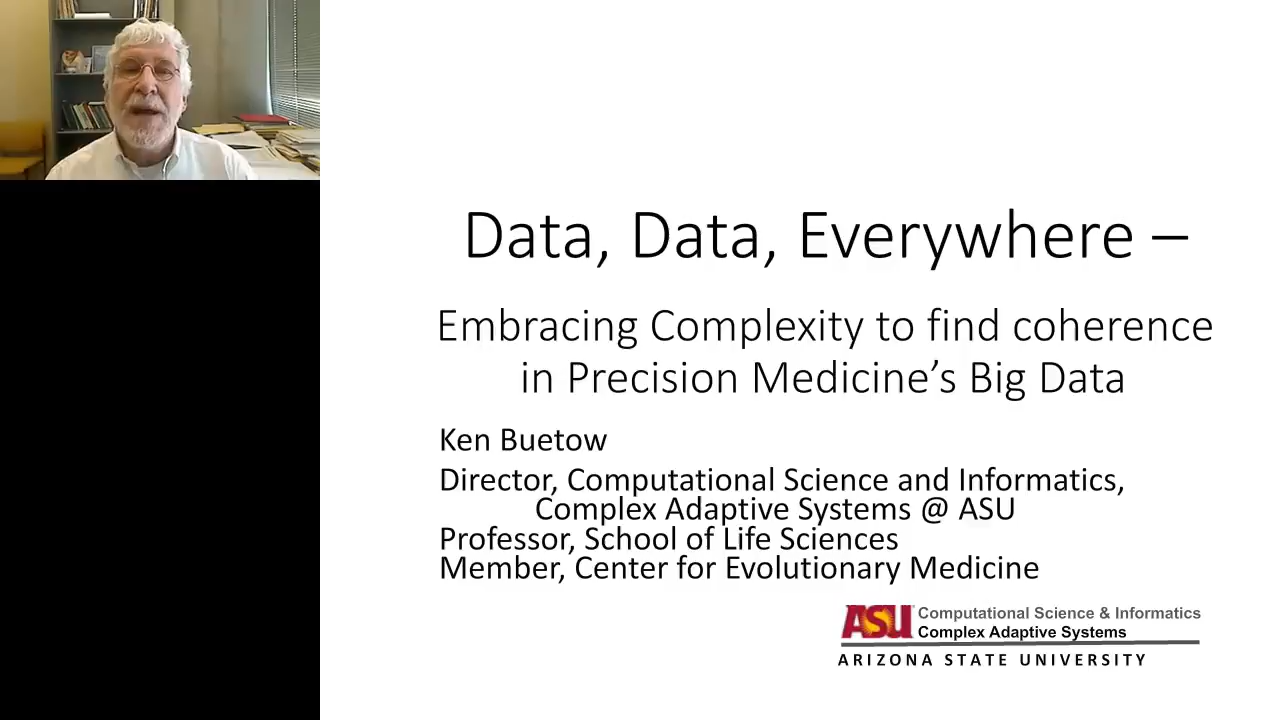 Data, Data, Everywhere –
Embracing Complexity to find coherence
in Precision Medicine’s Big Data
Ken Buetow
Director, Computational Science and Informatics,
Complex Adaptive Systems @ ASU
Professor, School of Life Sciences
Member, Center for Evolutionary Medicine
ASU Computational Science & Informatics
Complex Adaptive Systems
ARIZONA STATE UNIVERSITY